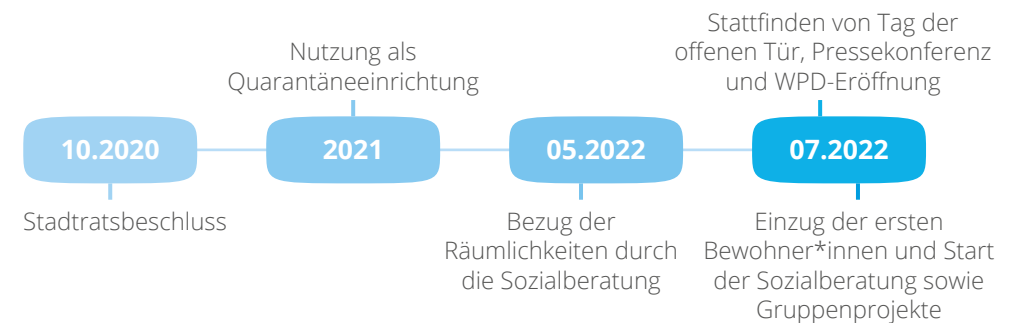 Stattfinden von Tag der
offenen Tür, Pressekonferenz
und WPD-Eröffnung
Nutzung als
Quarantäneeinrichtung
10.2020
2021
05.2022
07.2022
Stadtratsbeschluss
Bezug der
Räumlichkeiten durch
die Sozialberatung
Einzug der ersten
Bewohner*innen und Start
der Sozialberatung sowie
Gruppenprojekte